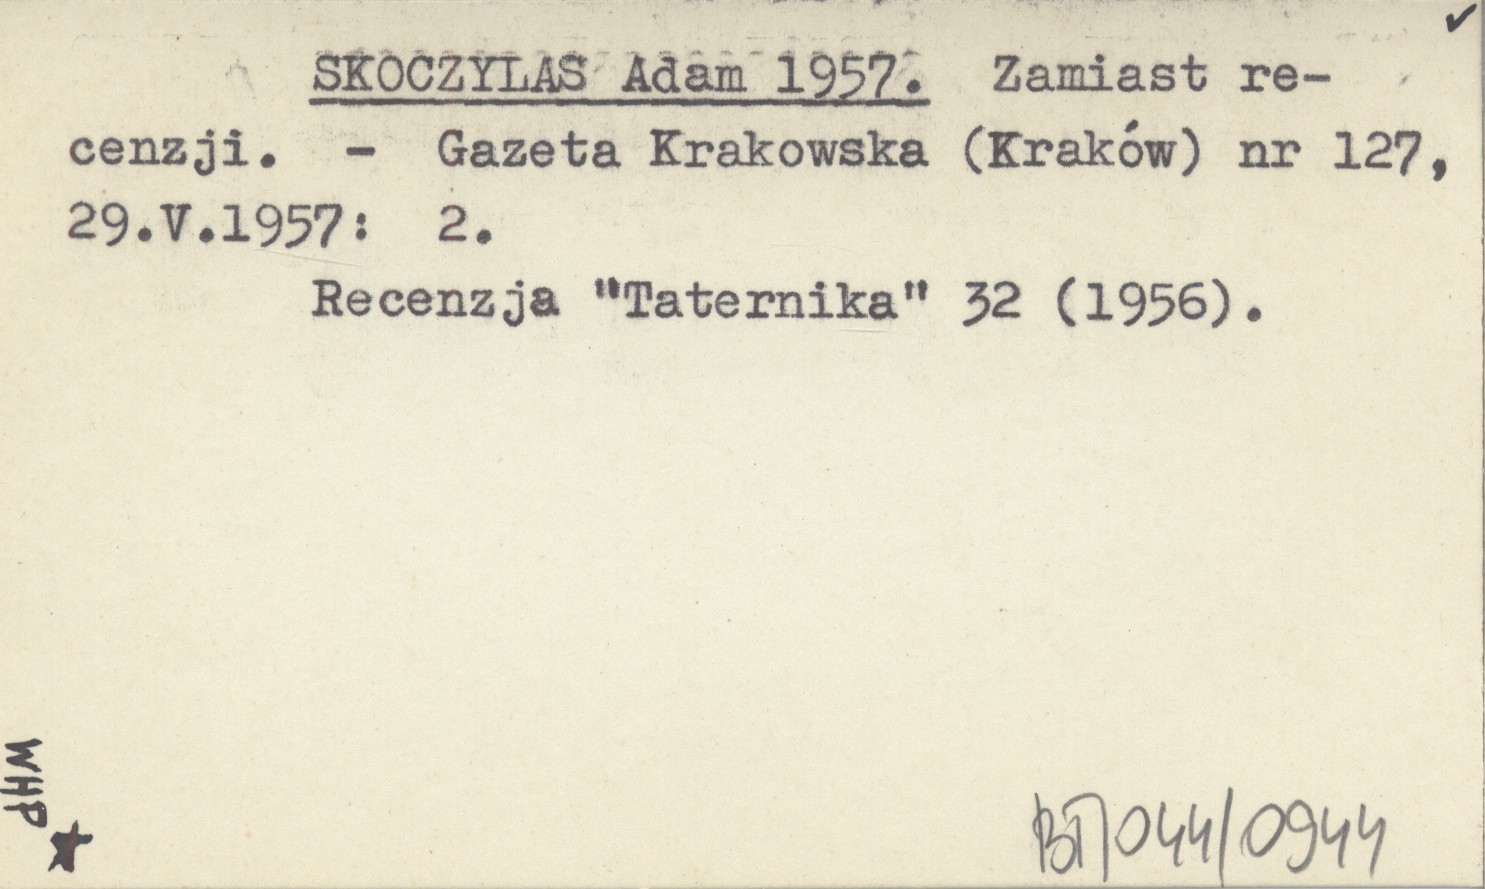 SKOCZYLAS Adam 1957. Zamiast re-
cenzji. - Gazeta Krakowska (Kraków) nr 127,
29.V.1957: 2.
Recenzja "Taternika" 32 (1956).
WHP
BT/044/0944